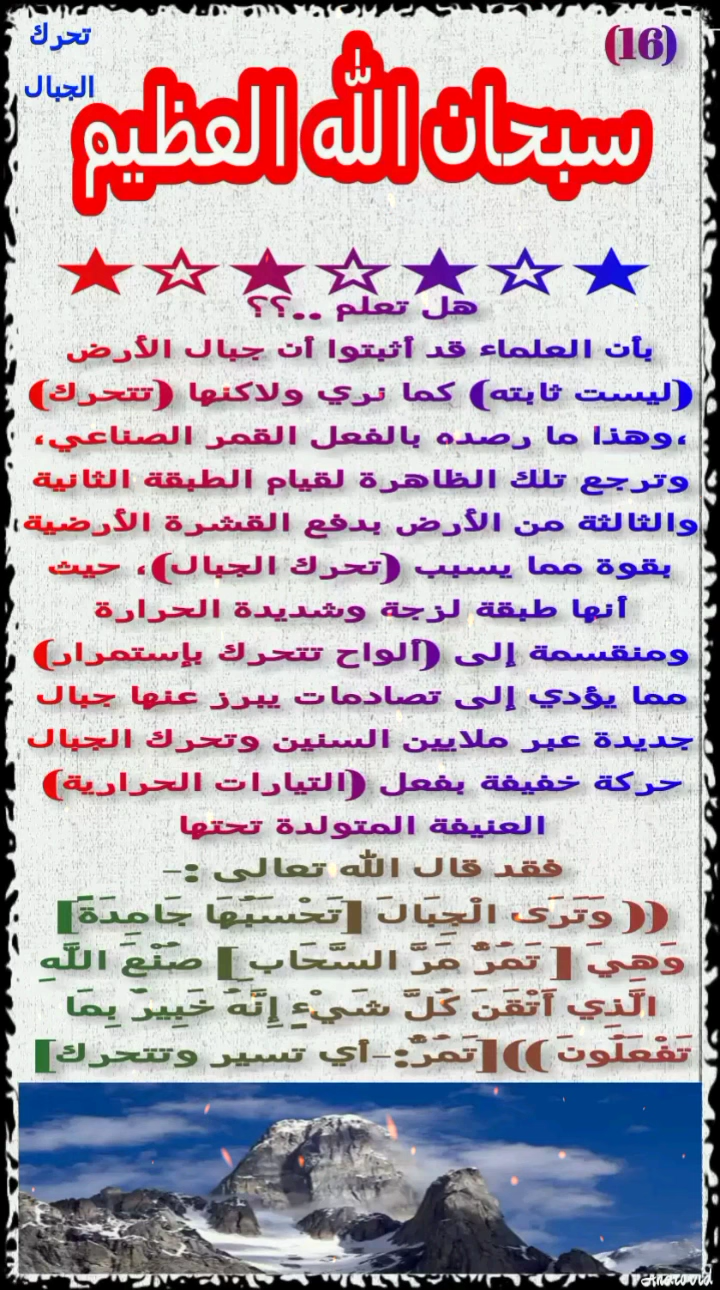 (16)
تحرك
الجبال
سبحان الله العظيم
هل تعلم ..؟؟
بأن العلماء قد أثبتوا أن جبال الأرض
(ليست ثابته) كما نري ولاكنها (تتحرك)
،وهذا ما رصده بالفعل القمر الصناعي،
وترجع تلك الظاهرة لقيام الطبقة الثانية
والثالثة من الأرض بدفع القشرة الأرضية
بقوة مما يسبب (تحرك الجبال)، حيث
أنها طبقة لزجة وشديدة الحرارة
ومنقسمة إلى (ألواح تتحرك بإستمرار)
مما يؤدي إلى تصادمات يبرز عنها جبال
جديدة عبر ملايين السنين وتحرك الجبال
حركة خفيفة بفعل (التيارات الحرارية)
العنيفة المتولدة تحتها
فقد قال الله تعالى :-
(( وَتَرَى الْجِبَالَ [تَحْسَبُهَا جَامِدَةً]
وَهِيَ [ تَمُرُّ مَرَّ السَّحَابِ ] صُنْعَ اللَّهِ
الَّذِي أَتْقَنَ كُلَّ شَيْءٍ إِنَّهُ خَبِيرٌ بِمَا
تَفْعَلُونَ ))[تَمُرُّ:-أي تسير وتتحرك]